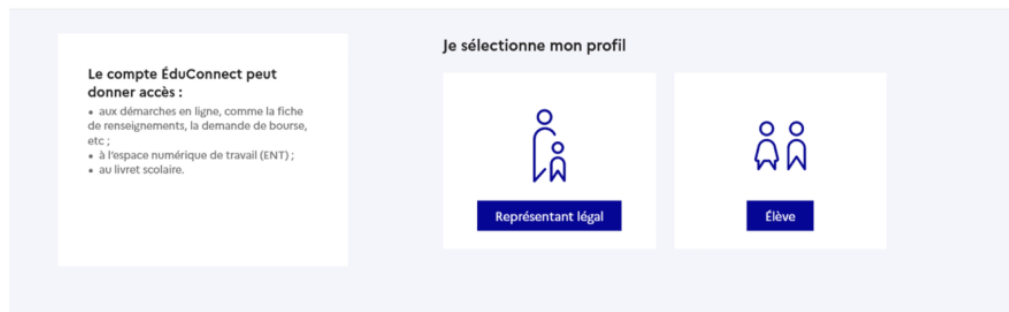 Le compte ÉduConnect peut
donner accès :
• aux démarches en ligne, comme la fiche
de renseignements, la demande de bourse,
etc ;
• à l'espace numérique de travail (ENT) ;
• au livret scolaire.
Je sélectionne mon profil
Représentant légal
Élève